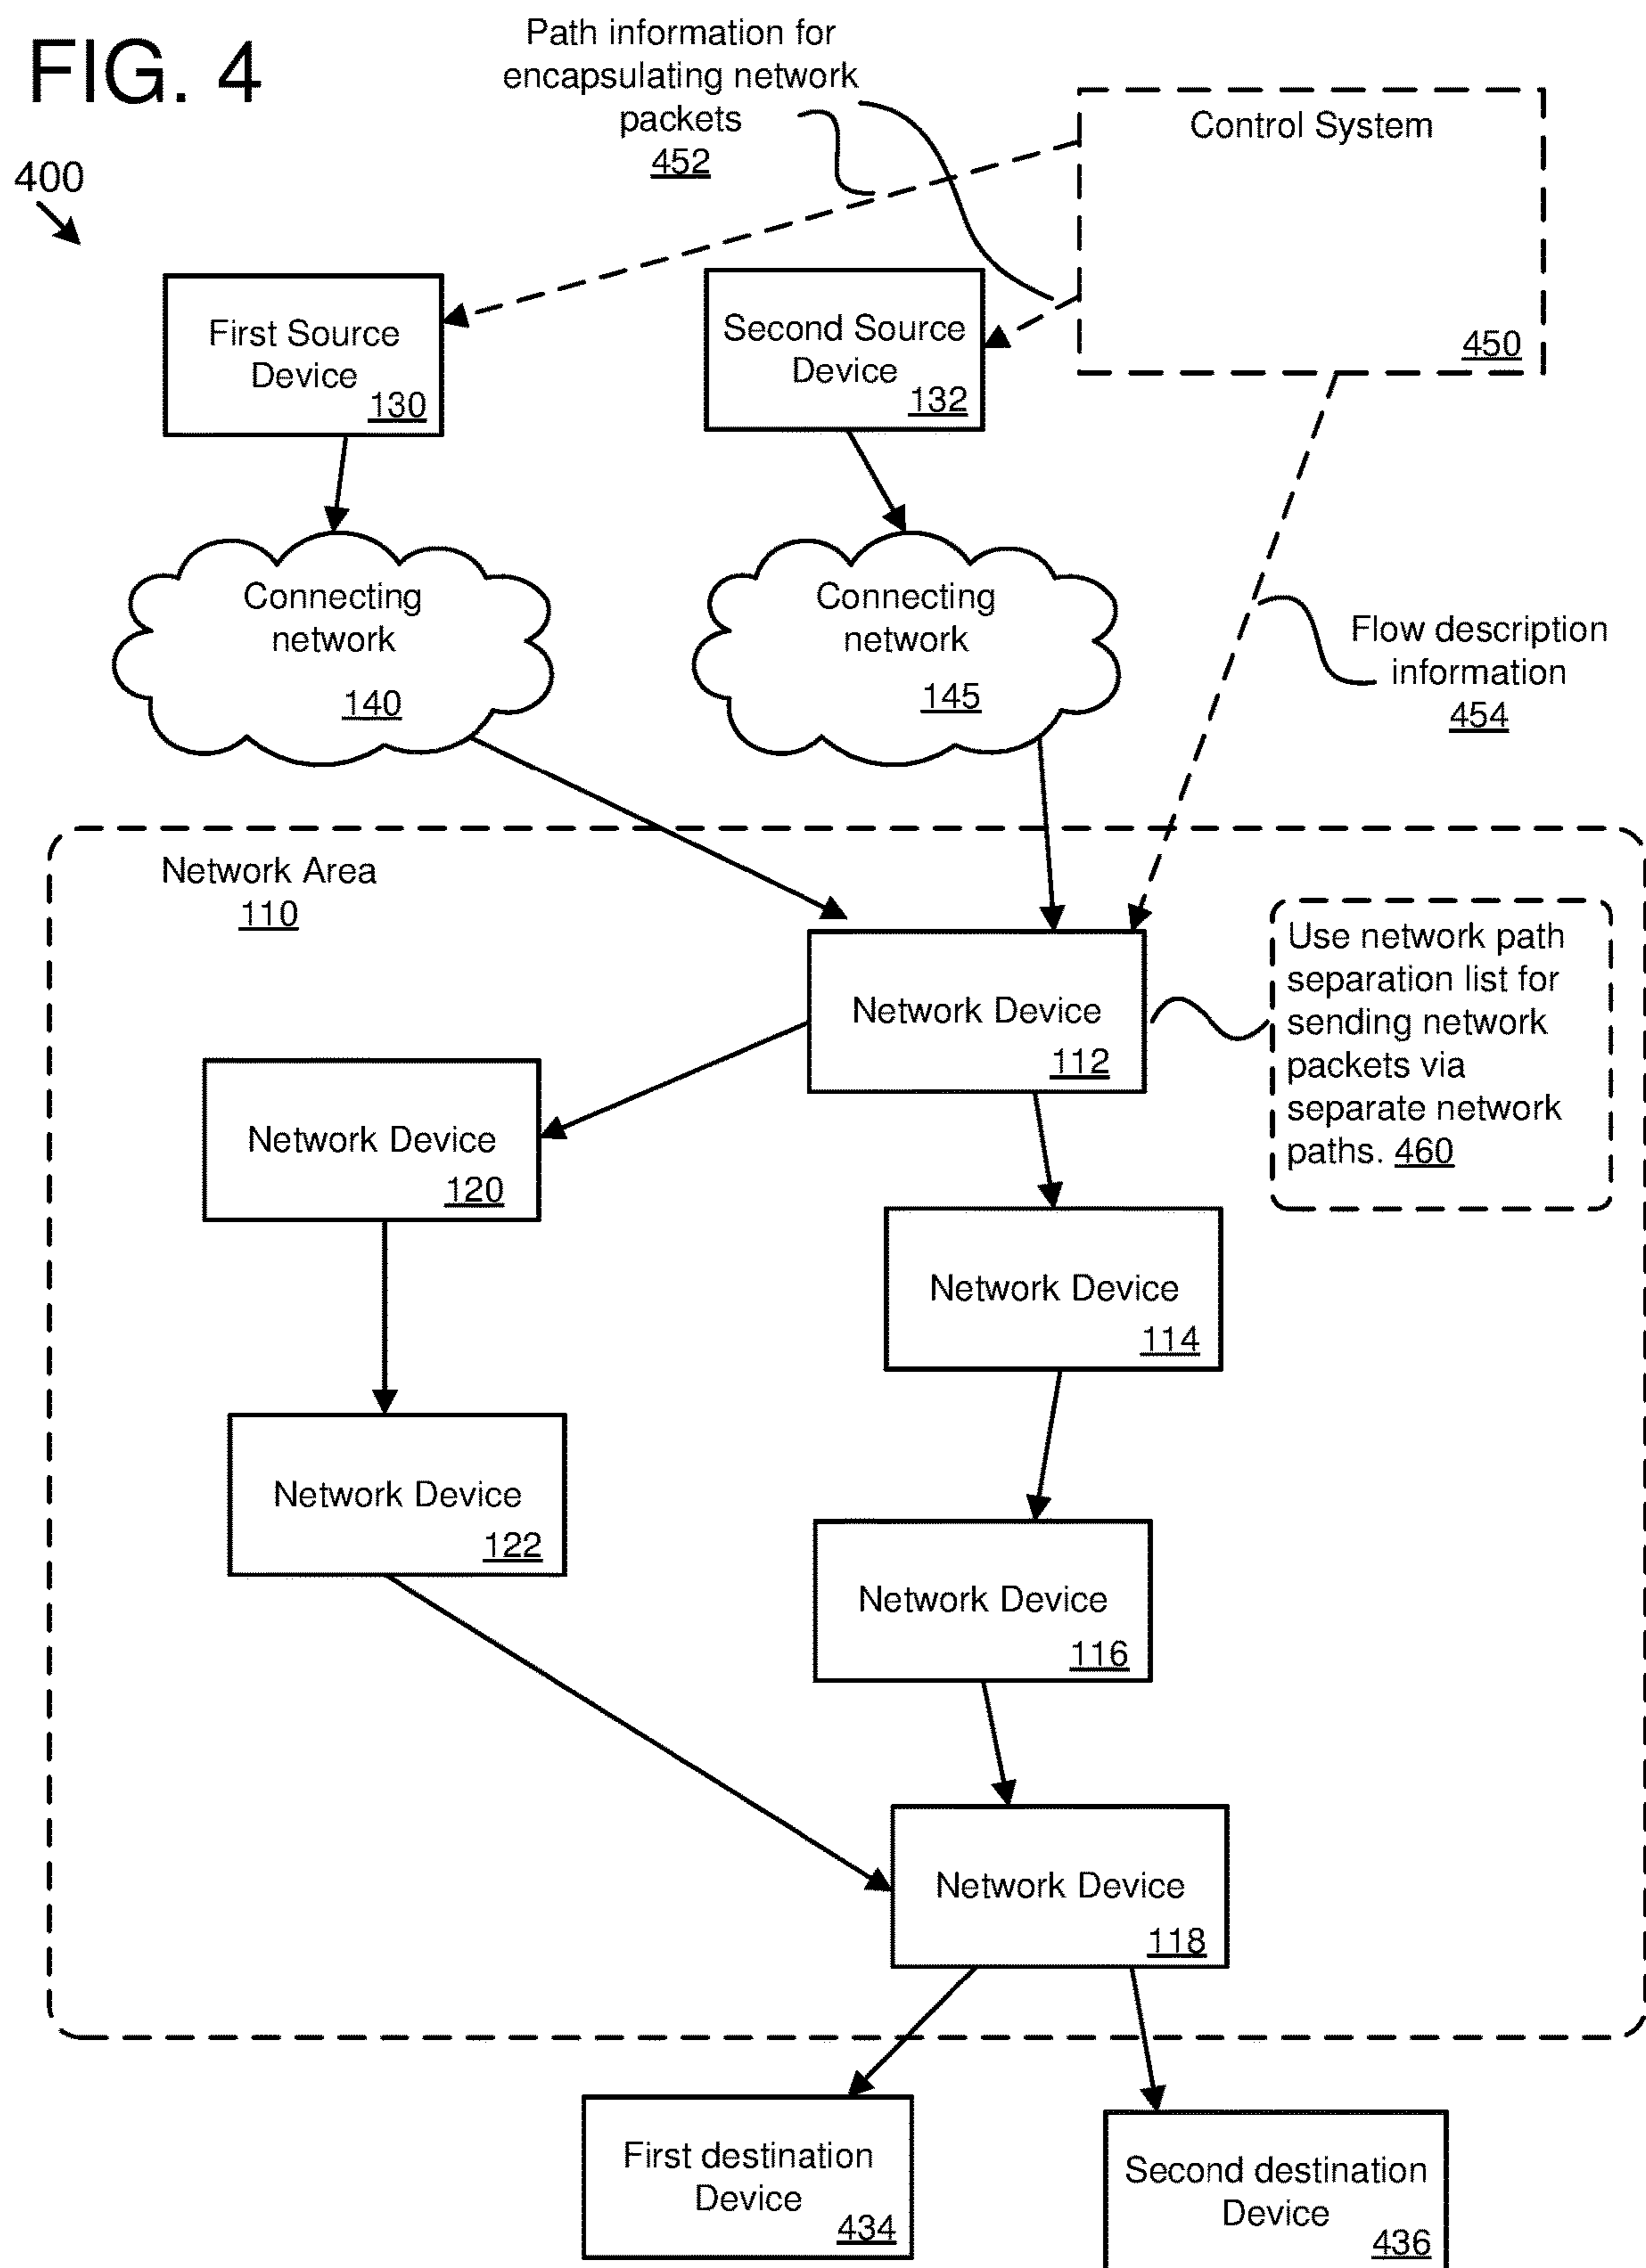 FIG. 4
400
Path information for
encapsulating network
packets
452
Control System
450
First Source
Device
130
Second Source
Device
132
Connecting
network
140
Connecting
network
145
Flow description
information
454
Network Area
110
Network Device
112
Use network path
separation list for
sending network
packets via
separate network
paths. 460
Network Device
120
Network Device
114
Network Device
122
Network Device
116
Network Device
118
First destination
Device
434
Second destination
Device
436